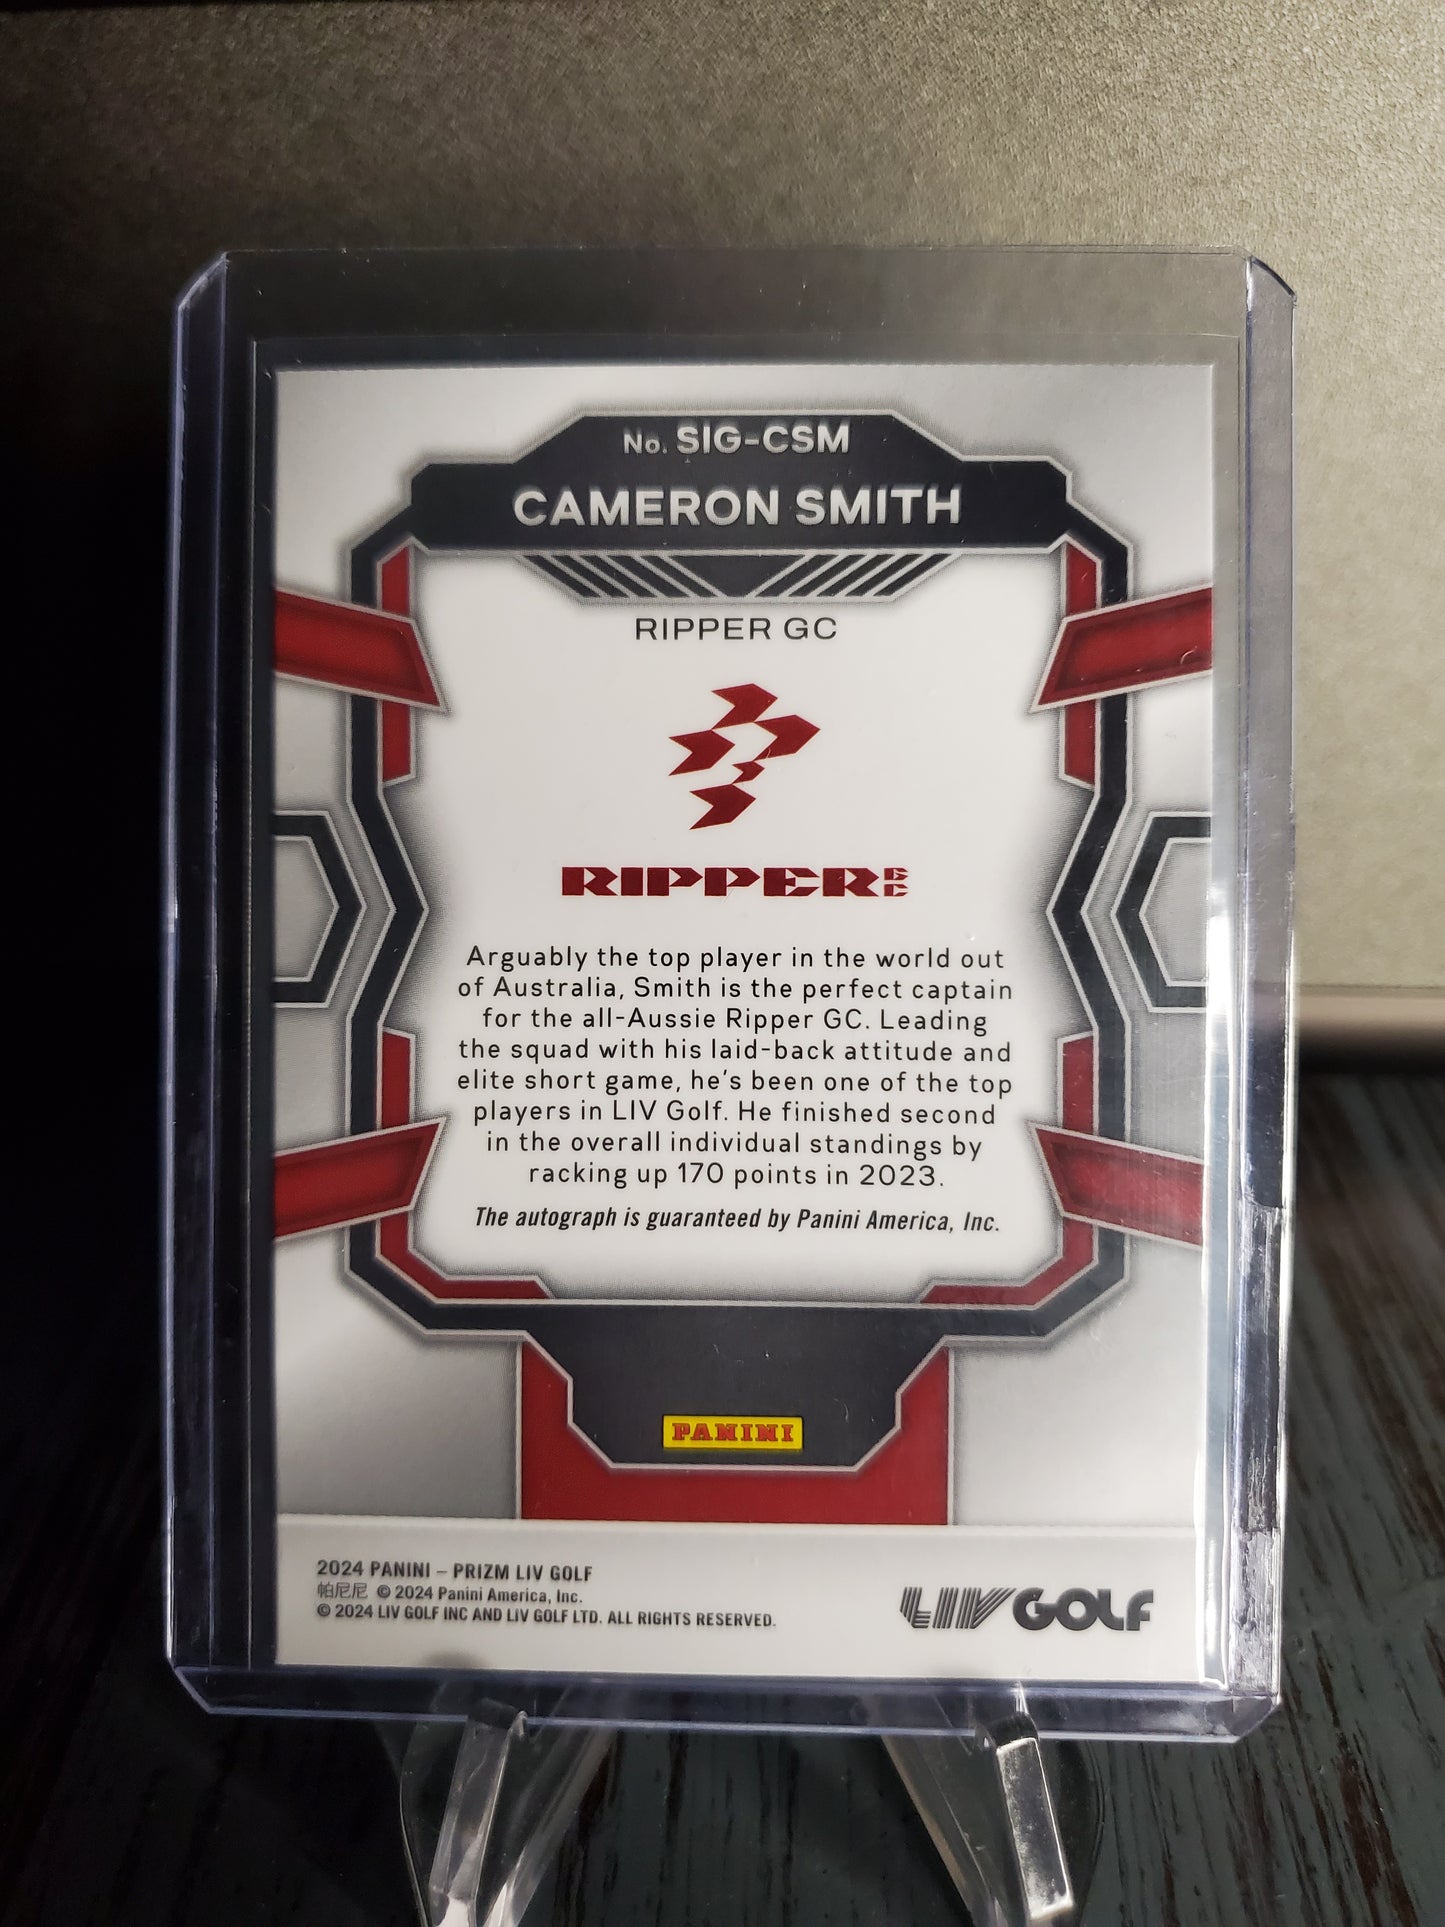 No. SIG-CSM
CAMERON SMITH
RIPPER GC
RIPPER GC
Arguably the top player in the world out
of Australia, Smith is the perfect captain
for the all-Aussie Ripper GC. Leading
the squad with his laid-back attitude and
elite short game, he's been one of the top
players in LIV Golf. He finished second
in the overall individual standings by
racking up 170 points in 2023.
The autograph is guaranteed by Panini America, Inc.
PANINI
2024 PANINI – PRIZM LIV GOLF
帕尼尼 © 2024 Panini America, Inc.
© 2024 LIV GOLF INC AND LIV GOLF LTD. ALL RIGHTS RESERVED.
LIV GOLF